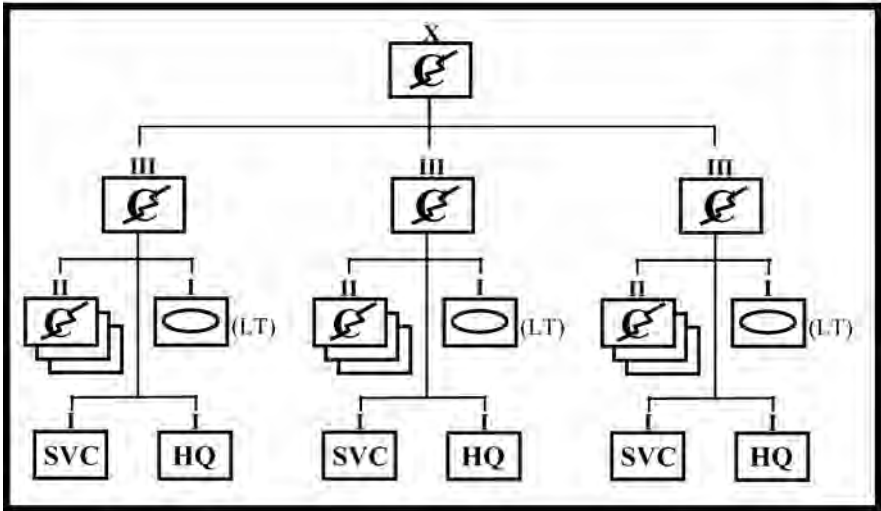 X
C
III III III
C C C
II I II I II I
C (LT) C (LT) C (LT)
I I I I I I
SVC HQ SVC HQ SVC HQ